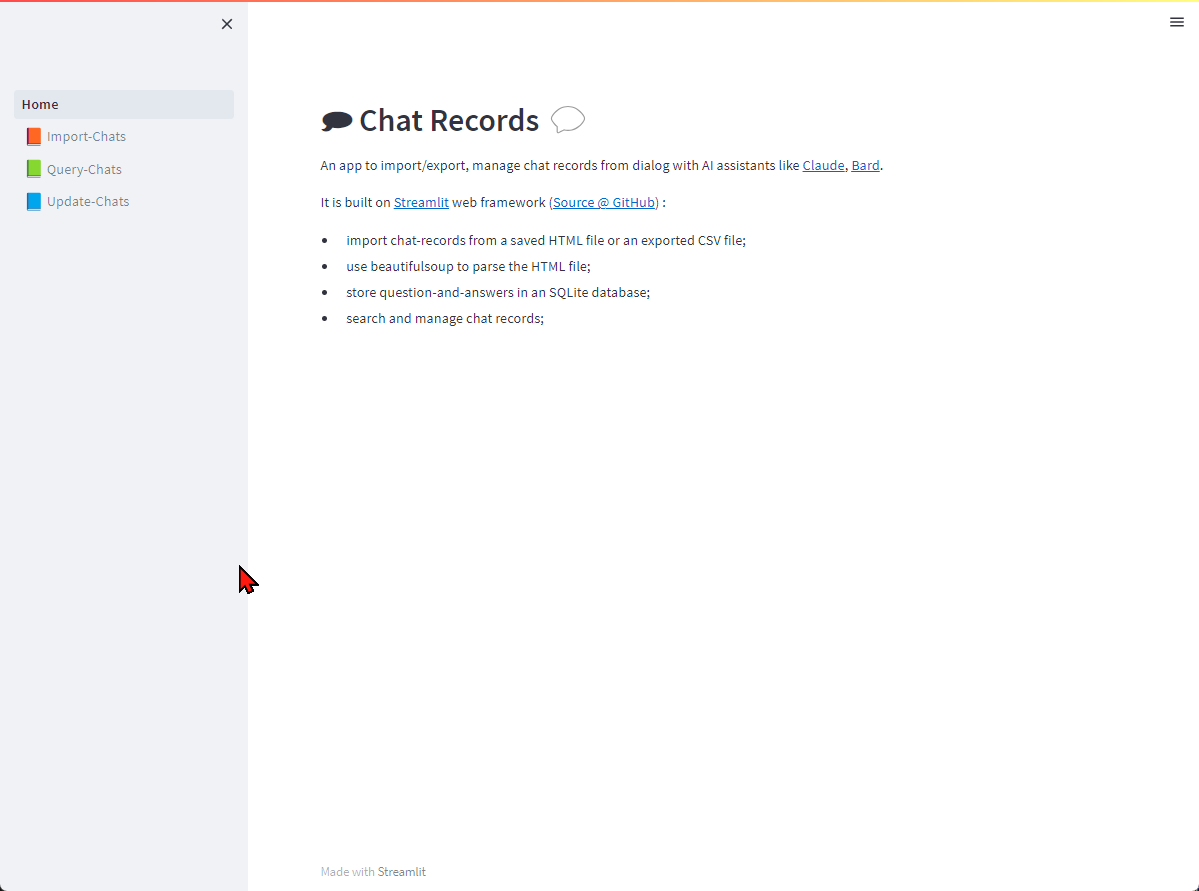 Home
Import-Chats
Query-Chats
Update-Chats
Chat Records
An app to import/export, manage chat records from dialog with AI assistants like Claude, Bard.
It is built on Streamlit web framework (Source @ GitHub) :
import chat-records from a saved HTML file or an exported CSV file;
use beautifulsoup to parse the HTML file;
store question-and-answers in an SQLite database;
search and manage chat records;
Made with Streamlit